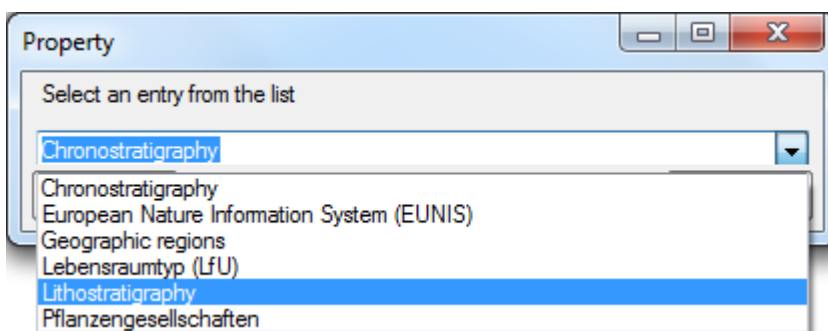 Property
Select an entry from the list
Chronostratigraphy
Chronostratigraphy
European Nature Information System (EUNIS)
Geographic regions
Lebensraumtyp (LfU)
Lithostratigraphy
Pflanzengesellschaften